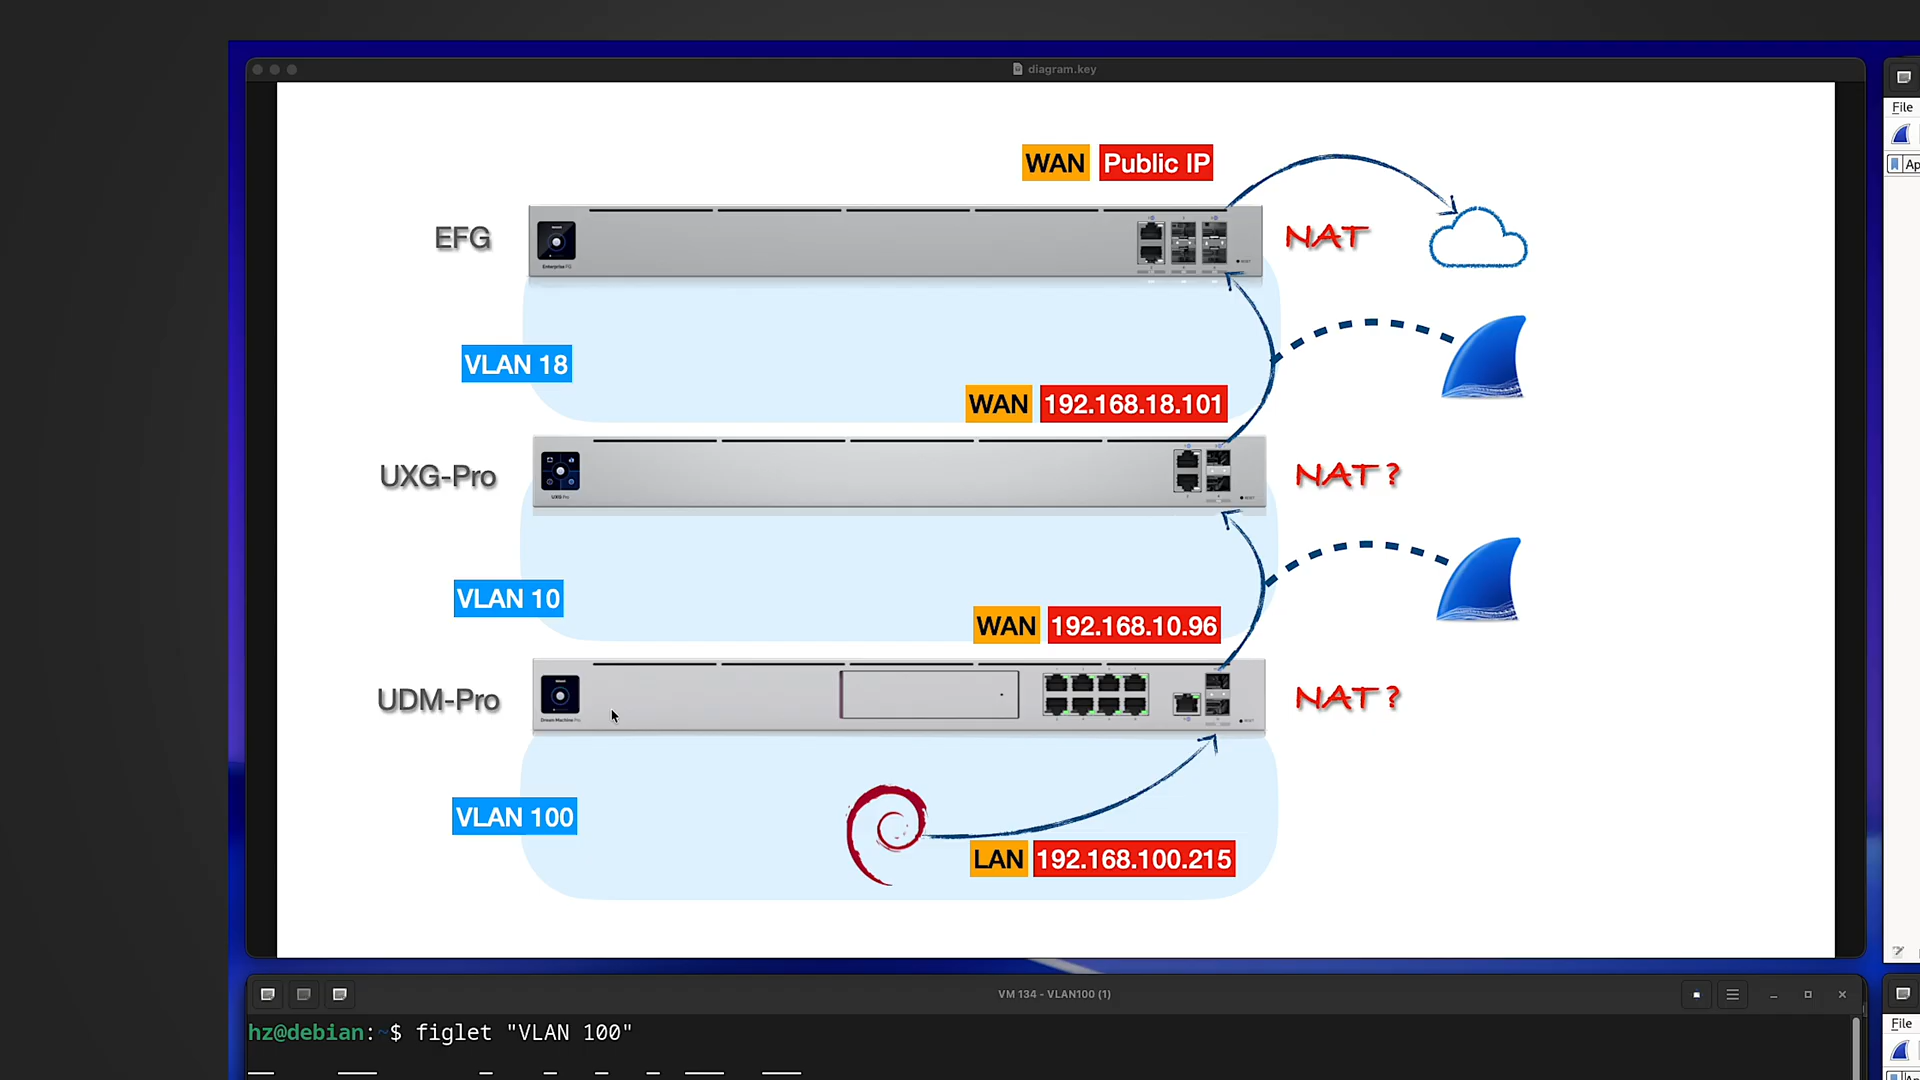 diagram.key
File
WAN Public IP
Ap
EFG
NAT
VLAN 18
WAN 192.168.18.101
UXG-Pro
NAT ?
VLAN 10
WAN 192.168.10.96
UDM-Pro
NAT ?
VLAN 100
LAN 192.168.100.215
VM 134 - VLAN100 (1)
hz@debian:~$ figlet "VLAN 100"
File